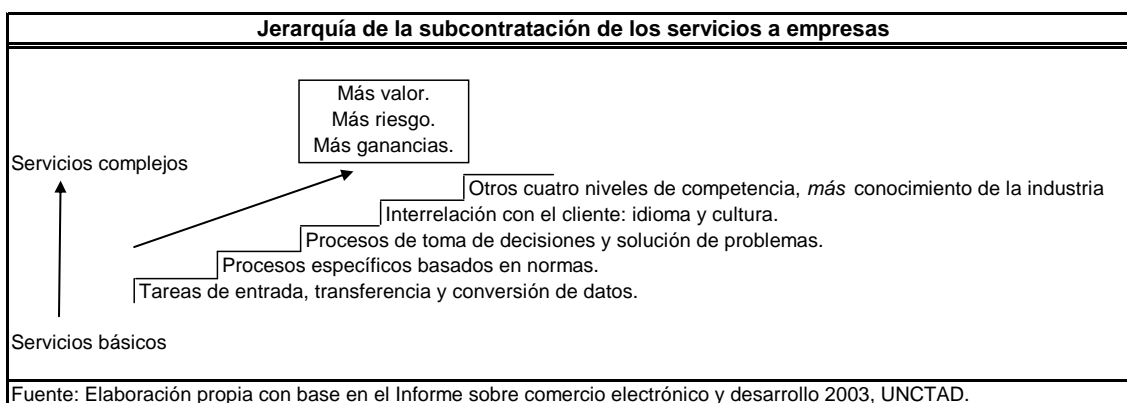 Jerarquía de la subcontratación de los servicios a empresas
Más valor.
Más riesgo.
Más ganancias.
Servicios complejos
Otros cuatro niveles de competencia, más conocimiento de la industria
Interrelación con el cliente: idioma y cultura.
Procesos de toma de decisiones y solución de problemas.
Procesos específicos basados en normas.
Tareas de entrada, transferencia y conversión de datos.
Servicios básicos
Fuente: Elaboración propia con base en el Informe sobre comercio electrónico y desarrollo 2003, UNCTAD.